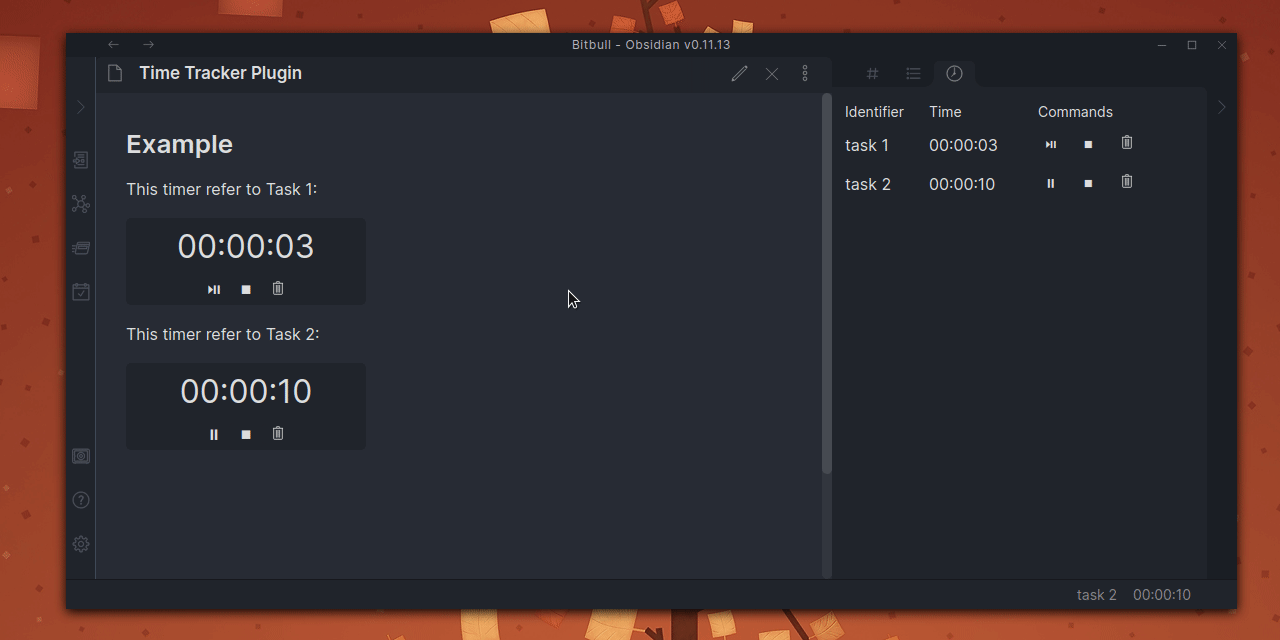 Bitbull - Obsidian v0.11.13
Time Tracker Plugin
Example
This timer refer to Task 1:
00:00:03
This timer refer to Task 2:
00:00:10
Identifier Time Commands
task 1 00:00:03
task 2 00:00:10
task 2 00:00:10